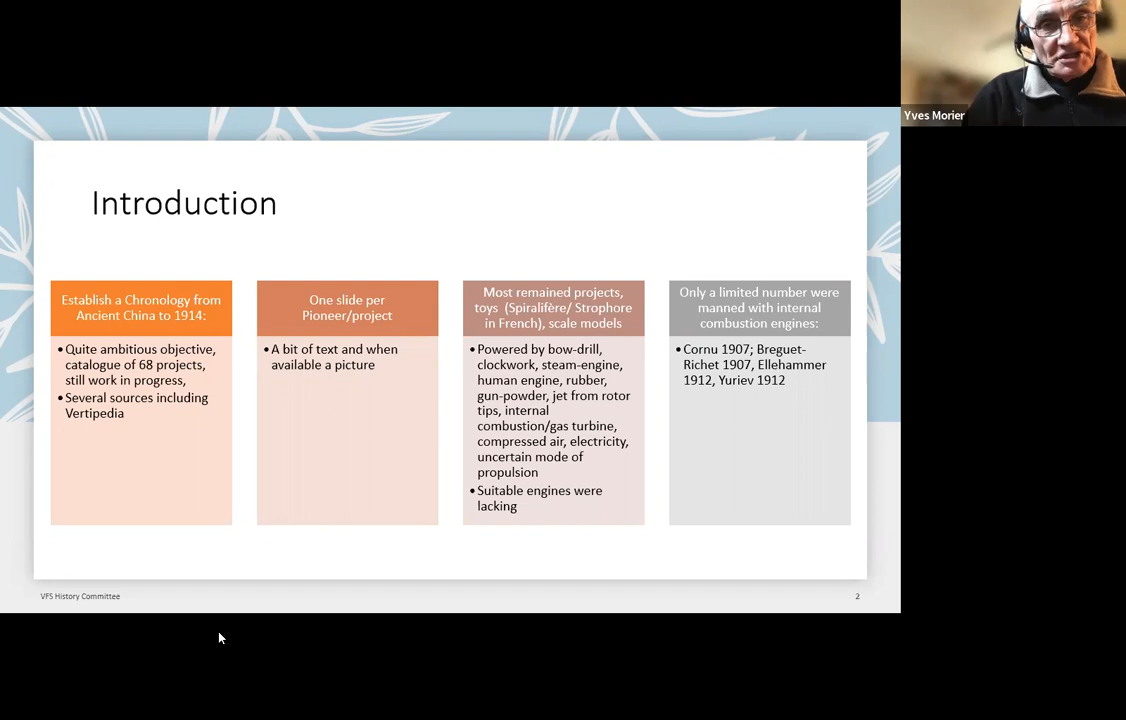 Yves Morier
Introduction
Establish a Chronology from
Ancient China to 1914:
•Quite ambitious objective,
catalogue of 68 projects,
still work in progress,
•Several sources including
Vertipedia
One slide per
Pioneer/project
•A bit of text and when
available a picture
Most remained projects,
toys (Spiralifère/ Strophore
in French), scale models
•Powered by bow-drill,
clockwork, steam-engine,
human engine, rubber,
gun-powder, jet from rotor
tips, internal
combustion/gas turbine,
compressed air, electricity,
uncertain mode of
propulsion
•Suitable engines were
lacking
Only a limited number were
manned with internal
combustion engines:
•Cornu 1907; Breguet-
Richet 1907, Ellehammer
1912, Yuriev 1912
VFS History Committee
2